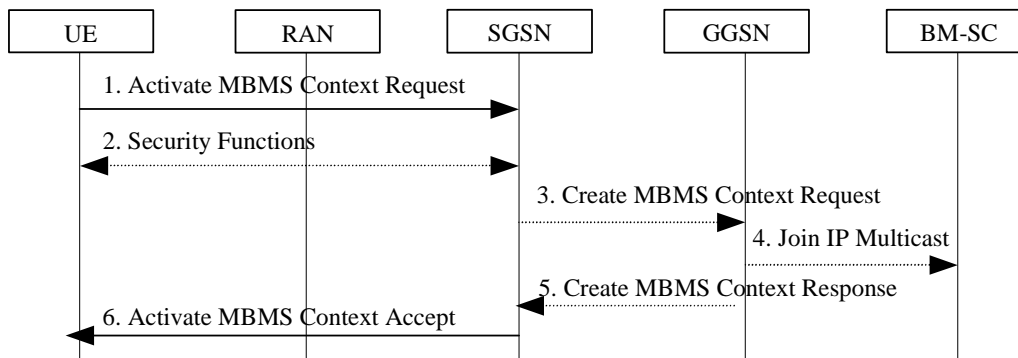 UE RAN SGSN GGSN BM-SC
1. Activate MBMS Context Request
2. Security Functions
3. Create MBMS Context Request
4. Join IP Multicast
5. Create MBMS Context Response
6. Activate MBMS Context Accept